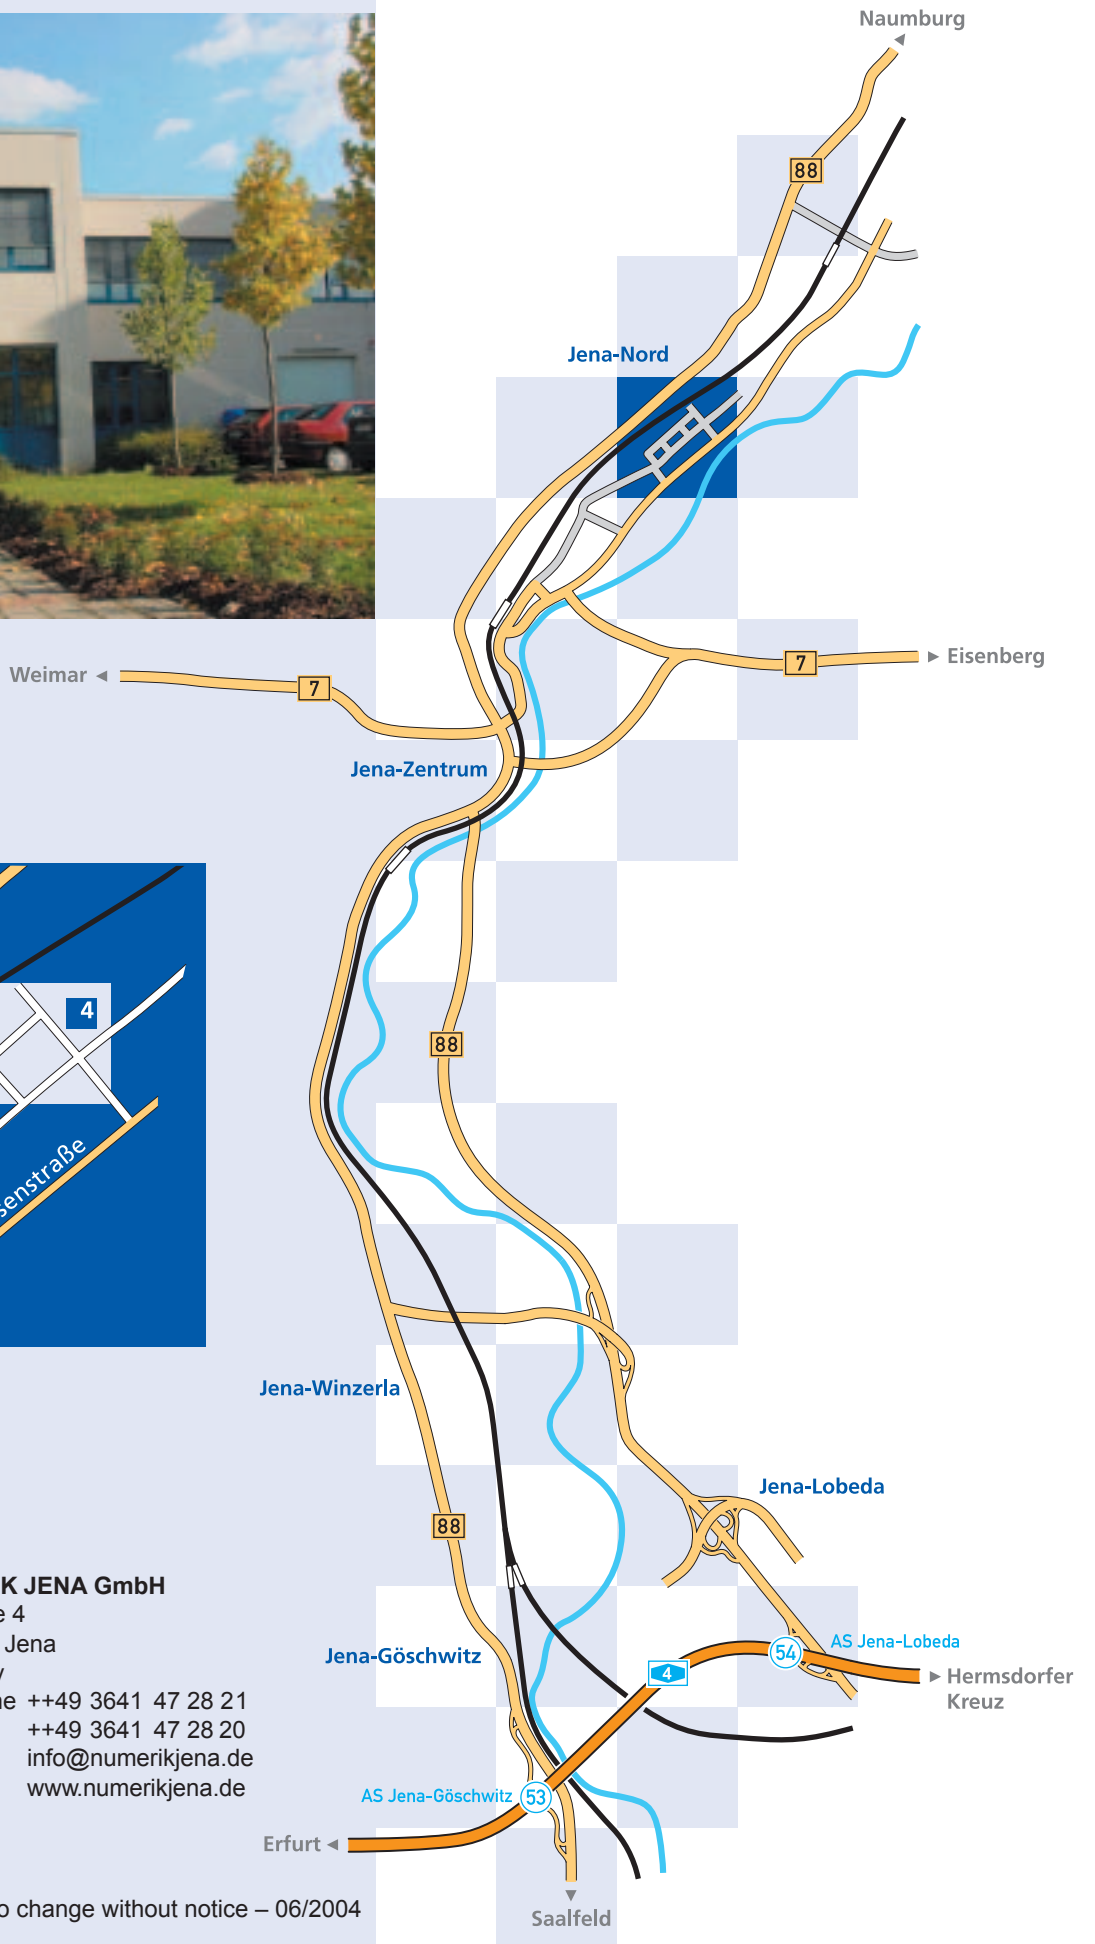 Naumburg
88
Jena-Nord
Weimar
7
7
Eisenberg
Jena-Zentrum
4
88
senstraße
Jena-Winzerla
Jena-Lobeda
88
K JENA GmbH
e 4
Jena
AS Jena-Lobeda
54
Jena-Göschwitz
4
Hermsdorfer
Kreuz
ne ++49 3641 47 28 21
++49 3641 47 28 20
info@numerikjena.de
www.numerikjena.de
AS Jena-Göschwitz
53
Erfurt
o change without notice – 06/2004
Saalfeld